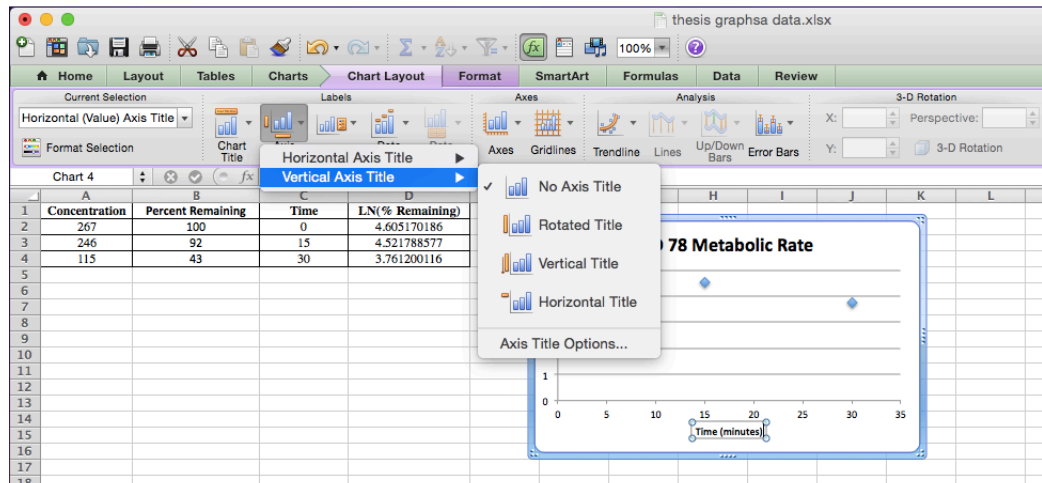 thesis graphsa data.xlsx
100%
Home Layout Tables Charts Chart Layout Format SmartArt Formulas Data Review
Current Selection Labels Axes Analysis 3-D Rotation
Horizontal (Value) Axis Title X: Perspective:
Format Selection Chart Title Axes Gridlines Trendline Lines Up/Down Bars Error Bars Y: 3-D Rotation
Horizontal Axis Title
Vertical Axis Title
No Axis Title
Rotated Title
Vertical Title
Horizontal Title
Axis Title Options...
Chart 4 fx
A B C D H I J K L
1 Concentration Percent Remaining Time LN(% Remaining)
2 267 100 0 4.605170186
3 246 92 15 4.521788577
4 115 43 30 3.761200116
5
6
7
8
9
10
11
12
13
14
15
16
17
18
78 Metabolic Rate
1
0
0 5 10 15 20 25 30 35
Time (minutes)